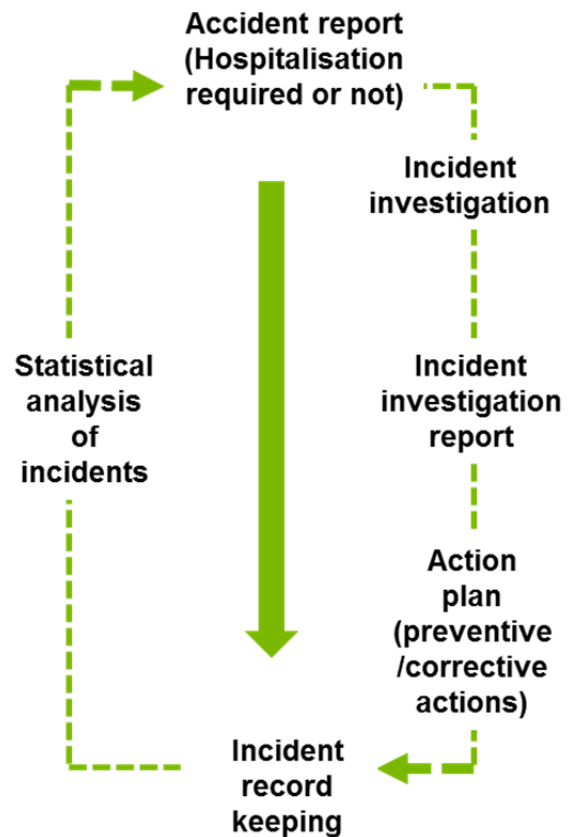 Accident report
(Hospitalisation
required or not)
Incident
investigation
Incident
investigation
report
Action
plan
(preventive
/corrective
actions)
Incident
record
keeping
Statistical
analysis
of
incidents